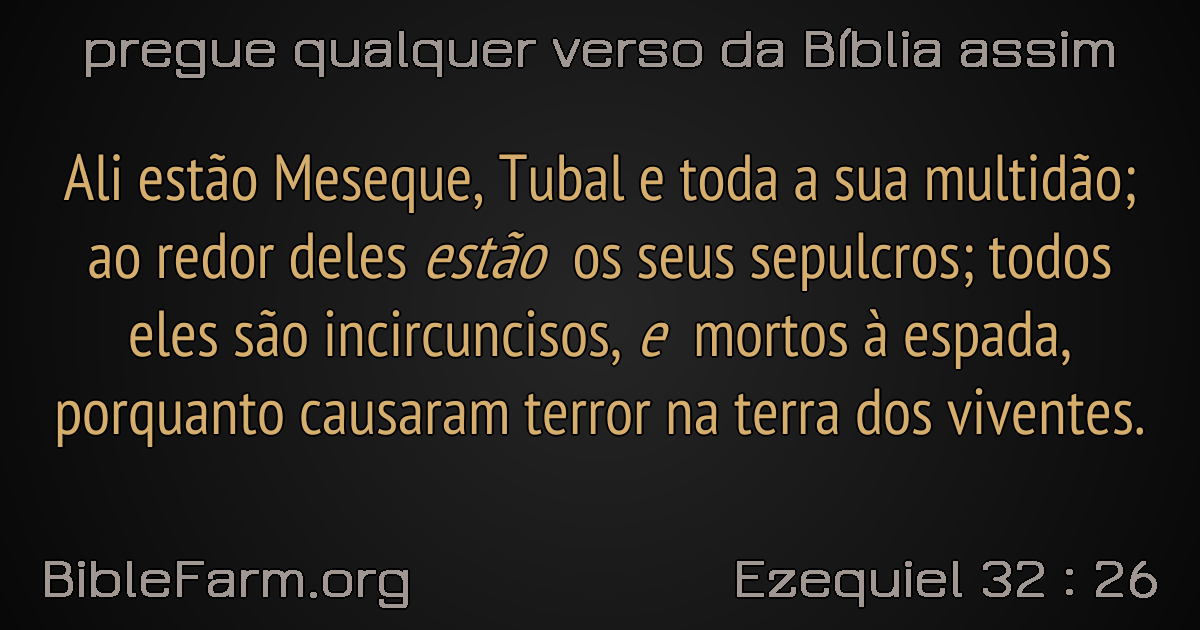 pregue qualquer verso da Bíblia assim
Ali estão Meseque, Tubal e toda a sua multidão;
ao redor deles estão os seus sepulcros; todos
eles são incircuncisos, e mortos à espada,
porquanto causaram terror na terra dos viventes.
BibleFarm.org
Ezequiel 32 : 26